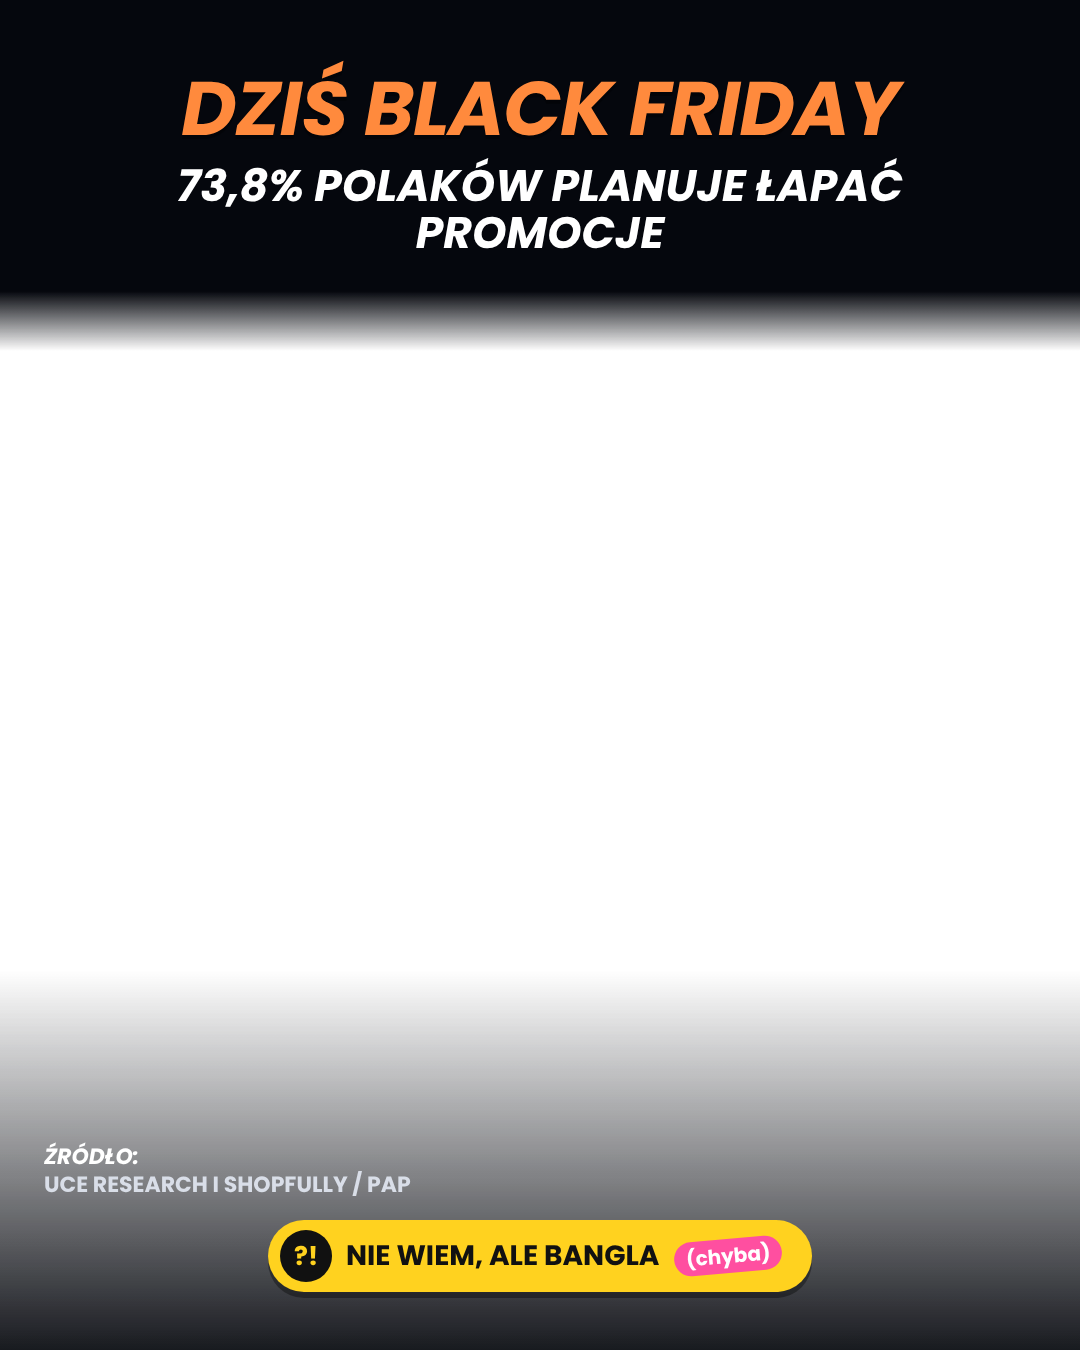 DZIŚ BLACK FRIDAY
73,8% POLAKÓW PLANUJE ŁAPAĆ
PROMOCJE
ŹRÓDŁO:
UCE RESEARCH I SHOPFULLY / PAP
?! NIE WIEM, ALE BANGLA (chyba)